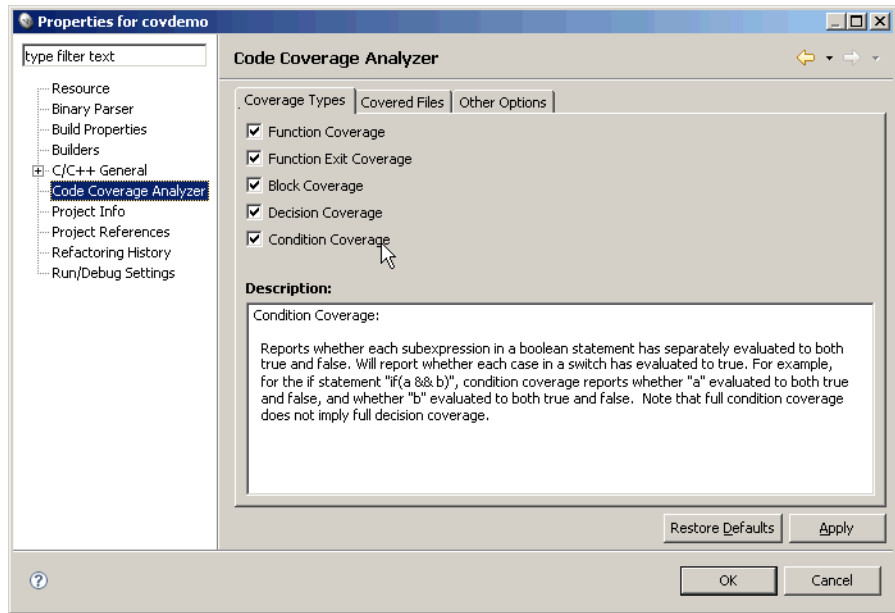 Properties for covdemo
type filter text
Resource
Binary Parser
Build Properties
Builders
C/C++ General
Code Coverage Analyzer
Project Info
Project References
Refactoring History
Run/Debug Settings
Code Coverage Analyzer
Coverage Types
Covered Files
Other Options
Function Coverage
Function Exit Coverage
Block Coverage
Decision Coverage
Condition Coverage
Description:
Condition Coverage:
Reports whether each subexpression in a boolean statement has separately evaluated to both
true and false. Will report whether each case in a switch has evaluated to true. For example,
for the if statement "if(a && b)", condition coverage reports whether "a" evaluated to both true
and false, and whether "b" evaluated to both true and false.  Note that full condition coverage
does not imply full decision coverage.
Restore Defaults
Apply
?
OK
Cancel